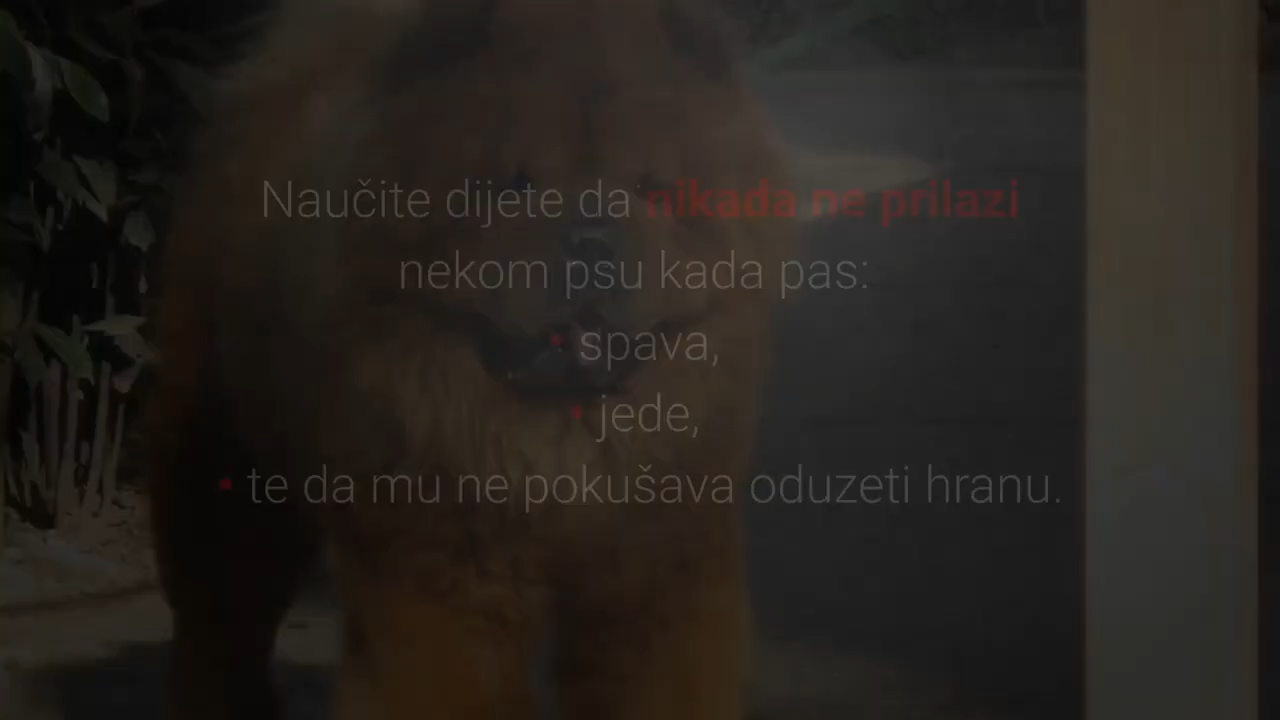 Naučite dijete da nikada ne prilazi
nekom psu kada pas:
• spava,
• jede,
• te da mu ne pokušava oduzeti hranu.